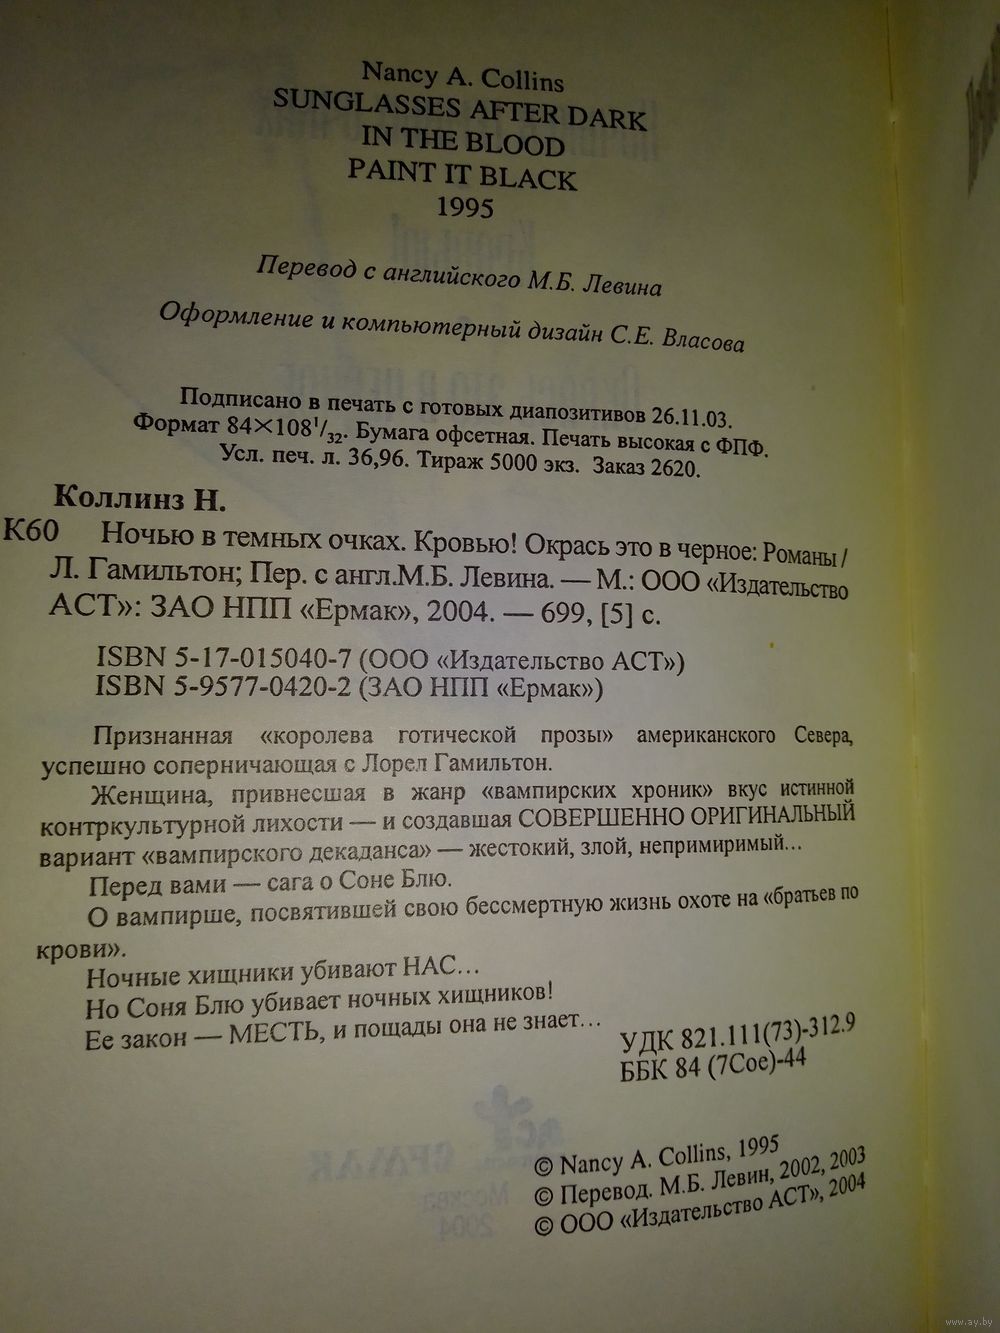 Nancy A. Collins
SUNGLASSES AFTER DARK
IN THE BLOOD
PAINT IT BLACK
1995
Перевод с английского М.Б. Левина
Оформление и компьютерный дизайн С.Е. Власова
Подписано в печать с готовых диапозитивов 26.11.03.
Формат 84×108¹/₃₂. Бумага офсетная. Печать высокая с ФПФ.
Усл. печ. л. 36,96. Тираж 5000 экз. Заказ 2620.
Коллинз Н.
К60 Ночью в темных очках. Кровью! Окрась это в черное: Романы /
Л. Гамильтон; Пер. с англ.М.Б. Левина. — М.: ООО «Издательство
АСТ»: ЗАО НПП «Ермак», 2004. — 699, [5] с.
ISBN 5-17-015040-7 (ООО «Издательство АСТ»)
ISBN 5-9577-0420-2 (ЗАО НПП «Ермак»)
Признанная «королева готической прозы» американского Севера,
успешно соперничающая с Лорел Гамильтон.
Женщина, привнесшая в жанр «вампирских хроник» вкус истинной
контркультурной лихости — и создавшая СОВЕРШЕННО ОРИГИНАЛЬНЫЙ
вариант «вампирского декаданса» — жестокий, злой, непримиримый...
Перед вами — сага о Соне Блю.
О вампирше, посвятившей свою бессмертную жизнь охоте на «братьев по
крови».
Ночные хищники убивают НАС...
Но Соня Блю убивает ночных хищников!
Ее закон — МЕСТЬ, и пощады она не знает...
УДК 821.111(73)-312.9
ББК 84 (7Сое)-44
© Nancy A. Collins, 1995
© Перевод. М.Б. Левин, 2002, 2003
© ООО «Издательство АСТ», 2004
www.ay.by